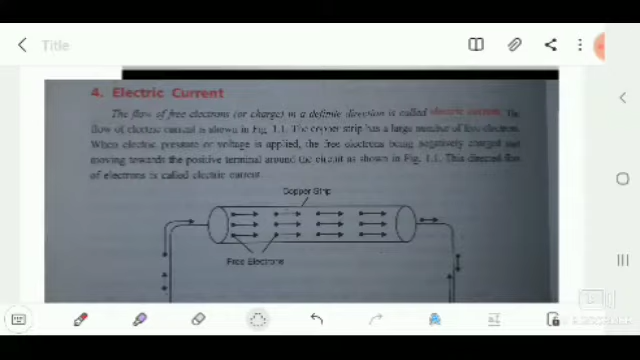 Title
4. Electric Current
The flow of free electrons (or charge) in a definite direction is called electric current. The
flow of electric current is shown in Fig. 1.1. The copper strip has a large number of free electrons.
When electric pressure or voltage is applied, the free electrons being negatively charged start
moving towards the positive terminal around the circuit as shown in Fig. 1.1. This directed flow
of electrons is called electric current.
Copper Strip
Free Electrons